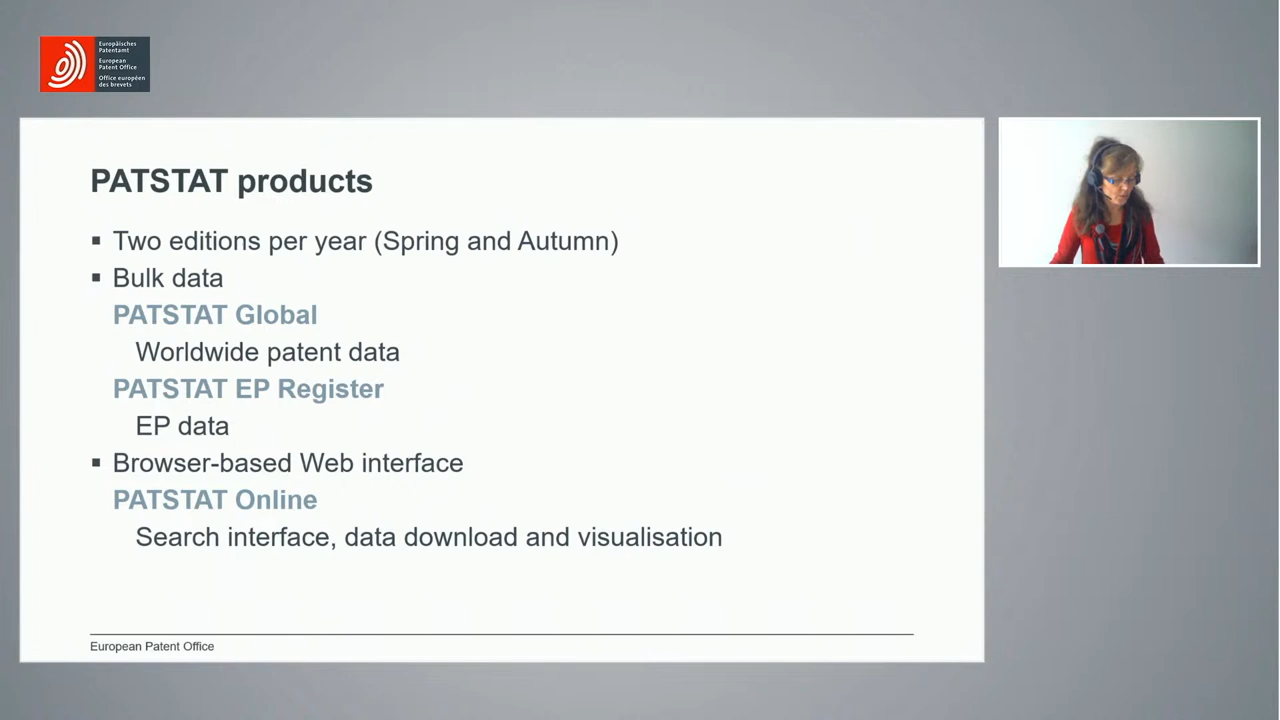 Europäisches
Patentamt
European
Patent Office
Office européen
des brevets
PATSTAT products
▪ Two editions per year (Spring and Autumn)
▪ Bulk data
PATSTAT Global
Worldwide patent data
PATSTAT EP Register
EP data
▪ Browser-based Web interface
PATSTAT Online
Search interface, data download and visualisation
European Patent Office